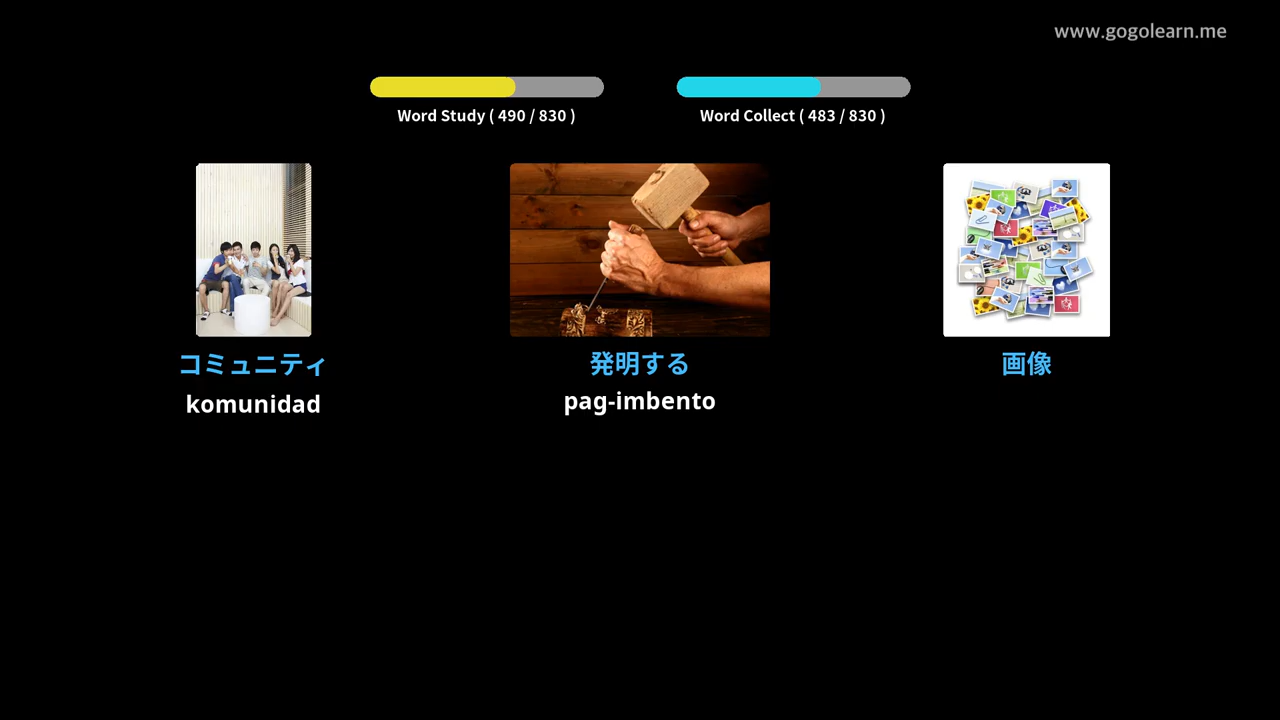 www.gogolearn.me
Word Study ( 490 / 830 )
Word Collect ( 483 / 830 )
コミュニティ
発明する
画像
komunidad
pag-imbento